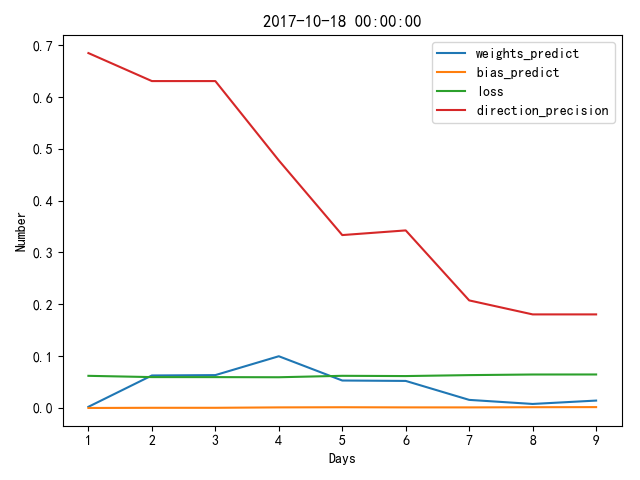 2017-10-18 00:00:00
weights_predict
bias_predict
loss
direction_precision
Number
0.7
0.6
0.5
0.4
0.3
0.2
0.1
0.0
1 2 3 4 5 6 7 8 9
Days